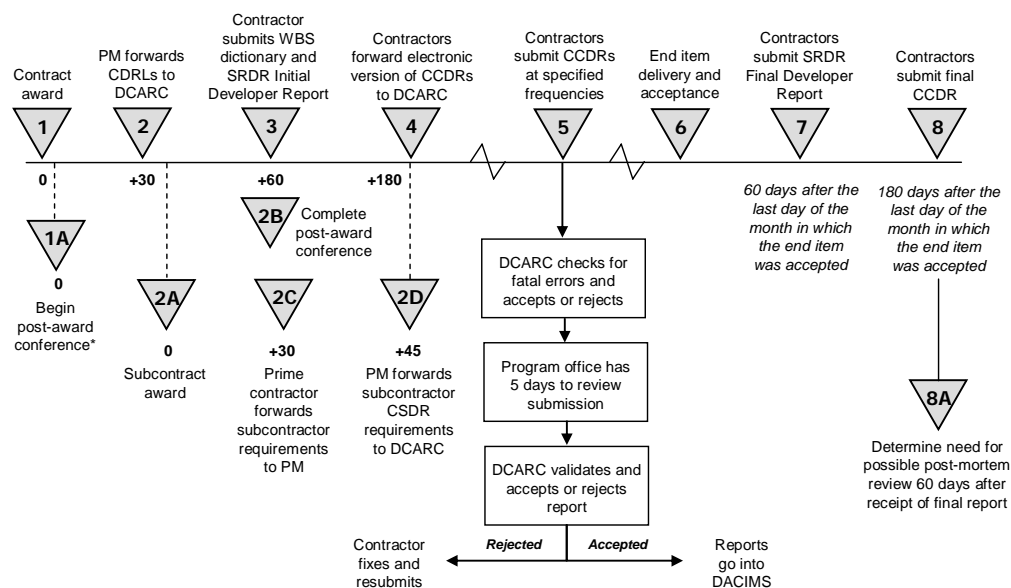 Contract
award
1
0
PM forwards
CDRLs to
DCARC
2
+30
Contractor
submits WBS
dictionary and
SRDR Initial
Developer Report
3
+60
Contractors
forward electronic
version of CCDRs
to DCARC
4
+180
Contractors
submit CCDRs
at specified
frequencies
5
End item
delivery and
acceptance
6
Contractors
submit SRDR
Final Developer
Report
7
60 days after the
last day of the
month in which
the end item
was accepted
Contractors
submit final
CCDR
8
180 days after the
last day of the
month in which
the end item
was accepted
1A
0
Begin
post-award
conference*
2A
0
Subcontract
award
2B
Complete
post-award
conference
2C
+30
Prime
contractor
forwards
subcontractor
requirements
to PM
2D
+45
PM forwards
subcontractor
CSDR
requirements
to DCARC
DCARC checks for
fatal errors and
accepts or rejects
Program office has
5 days to review
submission
DCARC validates and
accepts or rejects
report
Rejected
Accepted
Contractor
fixes and
resubmits
Reports
go into
DACIMS
8A
Determine need for
possible post-mortem
review 60 days after
receipt of final report